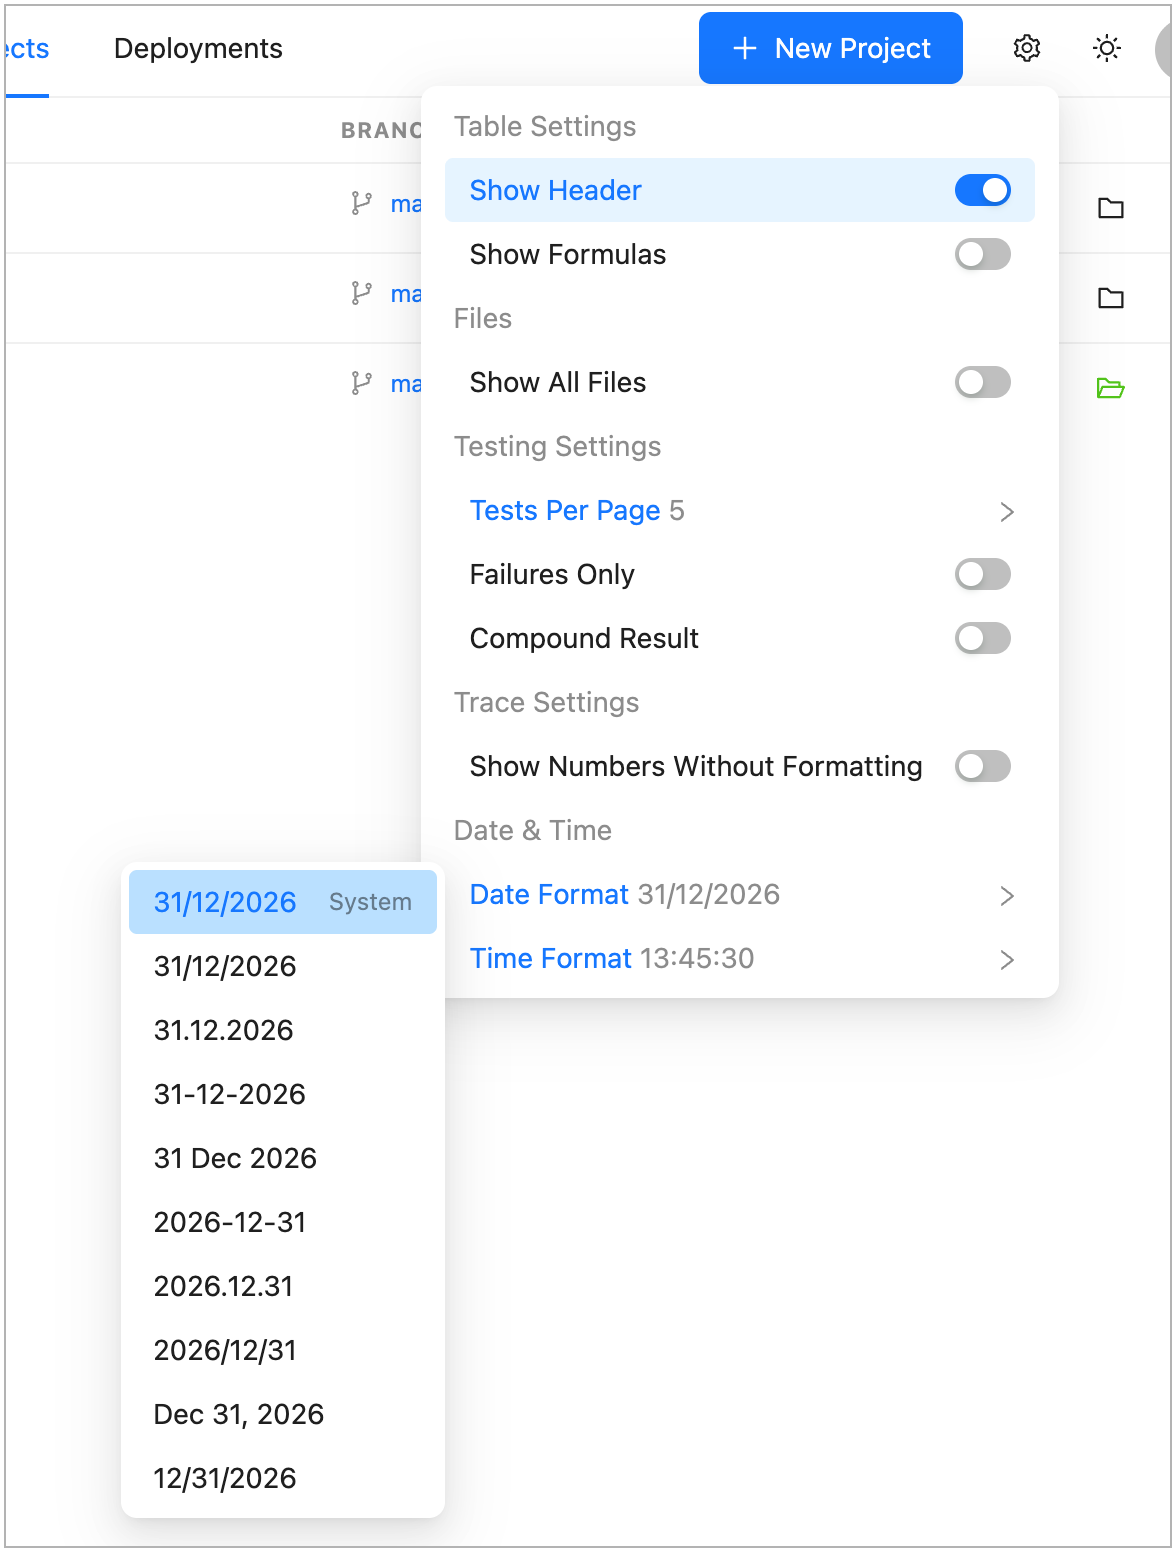 ects Deployments + New Project
BRANC
Table Settings
Show Header
ma
Show Formulas
ma
Files
Show All Files
ma
Testing Settings
Tests Per Page 5
Failures Only
Compound Result
Trace Settings
Show Numbers Without Formatting
Date & Time
Date Format 31/12/2026
Time Format 13:45:30
31/12/2026 System
31/12/2026
31.12.2026
31-12-2026
31 Dec 2026
2026-12-31
2026.12.31
2026/12/31
Dec 31, 2026
12/31/2026